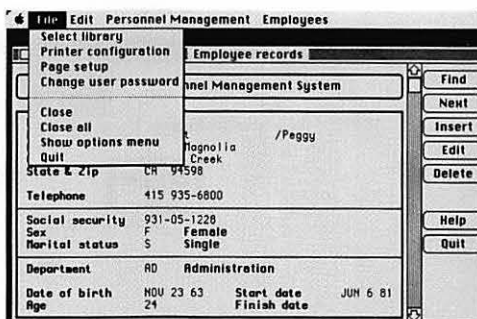 File Edit Personnel Management Employees
Select library
Printer configuration
Page setup
Change user password
Close
Close all
Show options menu
Quit
Employee records
nnel Management System
/Peggy
Magnolia
Creek
State & Zip CA 94598
Telephone 415 935-6800
Social security 931-05-1228
Sex F Female
Marital status S Single
Department AD Administration
Date of birth NOV 23 63 Start date JUN 6 81
Age 24 Finish date
Find
Next
Insert
Edit
Delete
Help
Quit